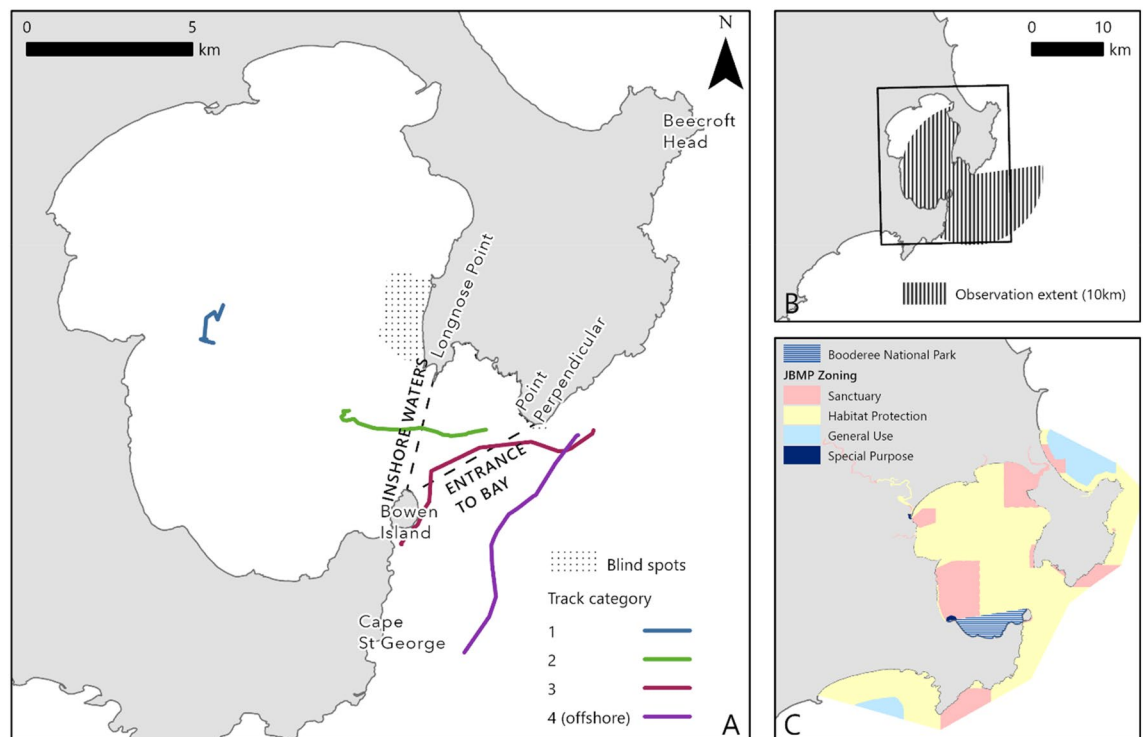 0 5
km
N
Beecroft
Head
Longnose Point
Point
Perpendicular
INSHORE WATERS
ENTRANCE
TO BAY
Bowen
Island
Cape
St George
Blind spots
Track category
1
2
3
4 (offshore)
A
0 10
km
Observation extent (10km)
B
Booderee National Park
JBMP Zoning
Sanctuary
Habitat Protection
General Use
Special Purpose
C